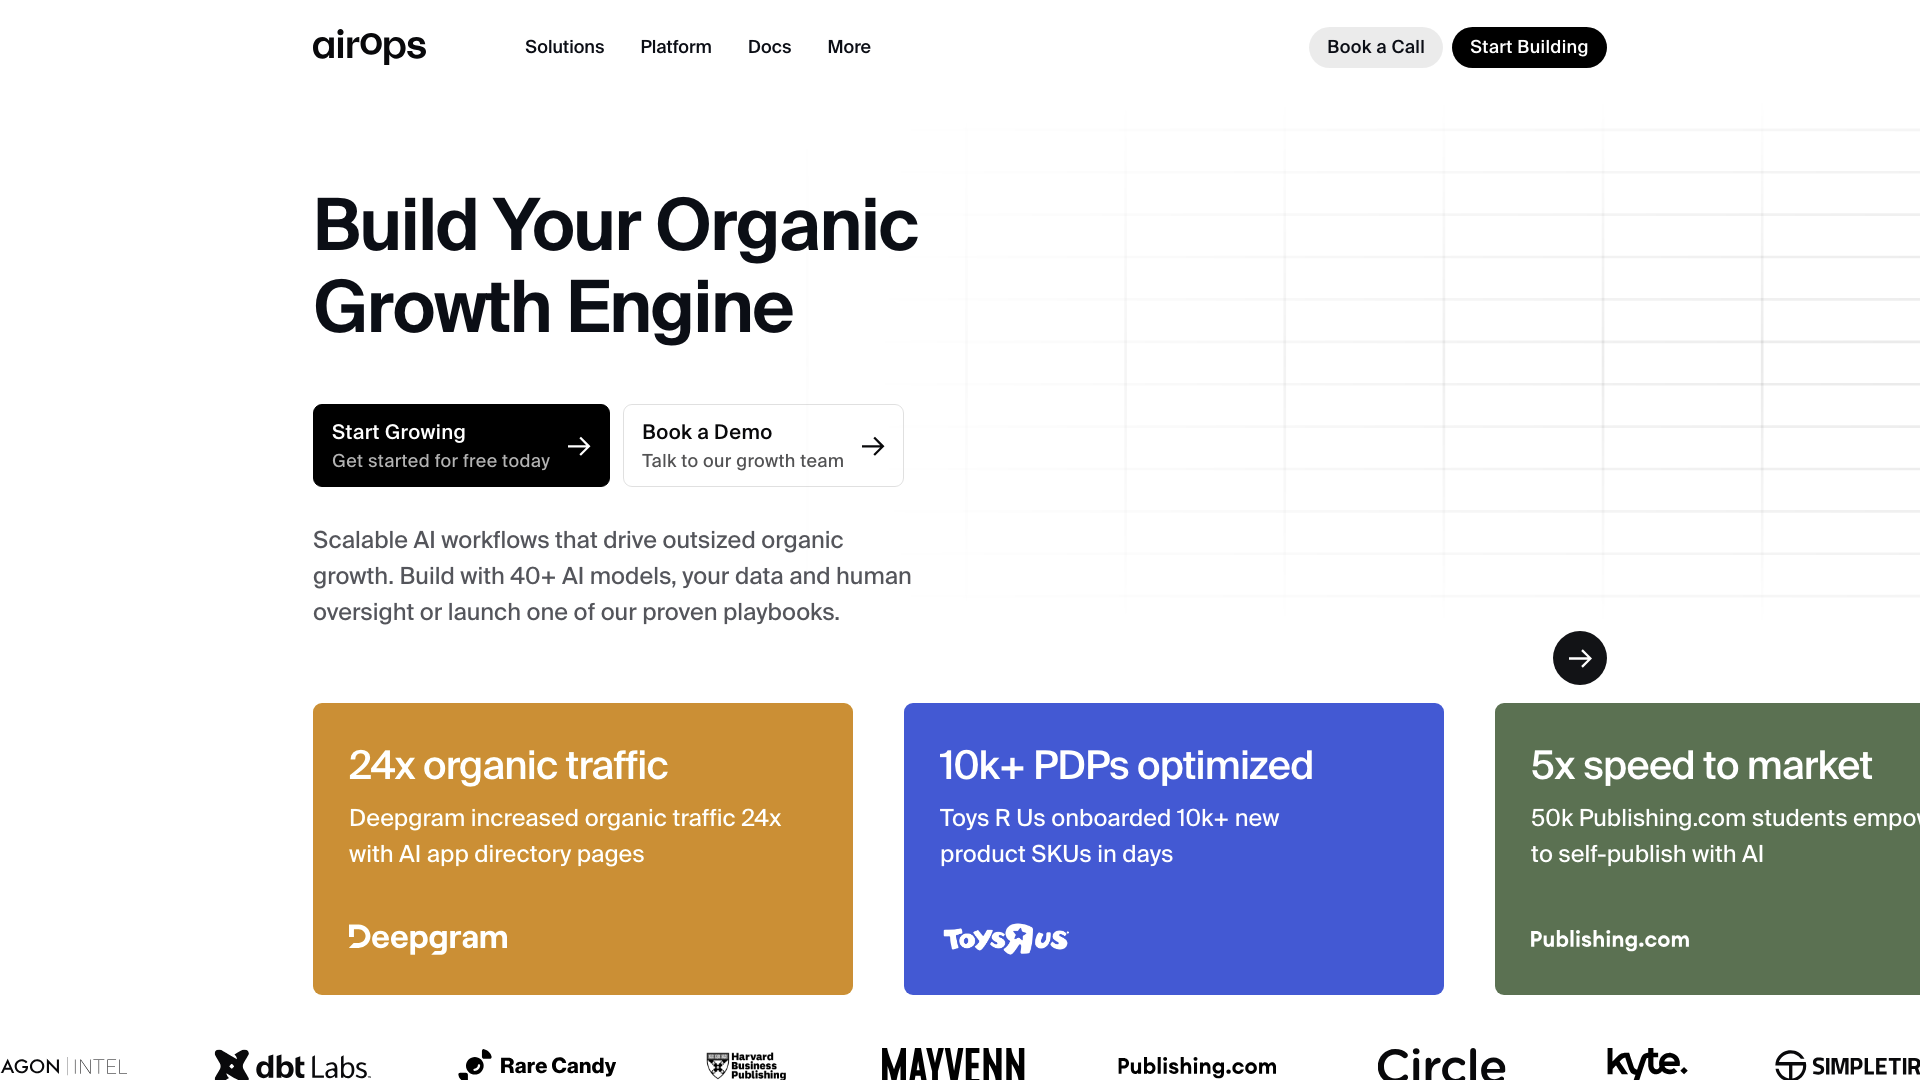 airOps
Solutions
Platform
Docs
More
Book a Call
Start Building
Build Your Organic
Growth Engine
Start Growing
Get started for free today
Book a Demo
Talk to our growth team
Scalable AI workflows that drive outsized organic
growth. Build with 40+ AI models, your data and human
oversight or launch one of our proven playbooks.
24x organic traffic
Deepgram increased organic traffic 24x
with AI app directory pages
Deepgram
10k+ PDPs optimized
Toys R Us onboarded 10k+ new
product SKUs in days
Toys R us
5x speed to market
50k Publishing.com students empow
to self-publish with AI
Publishing.com
AGON | INTEL
dbt Labs
Rare Candy
Harvard
Business
Publishing
MAYVENN
Publishing.com
Circle
kyte.
SIMPLETIR